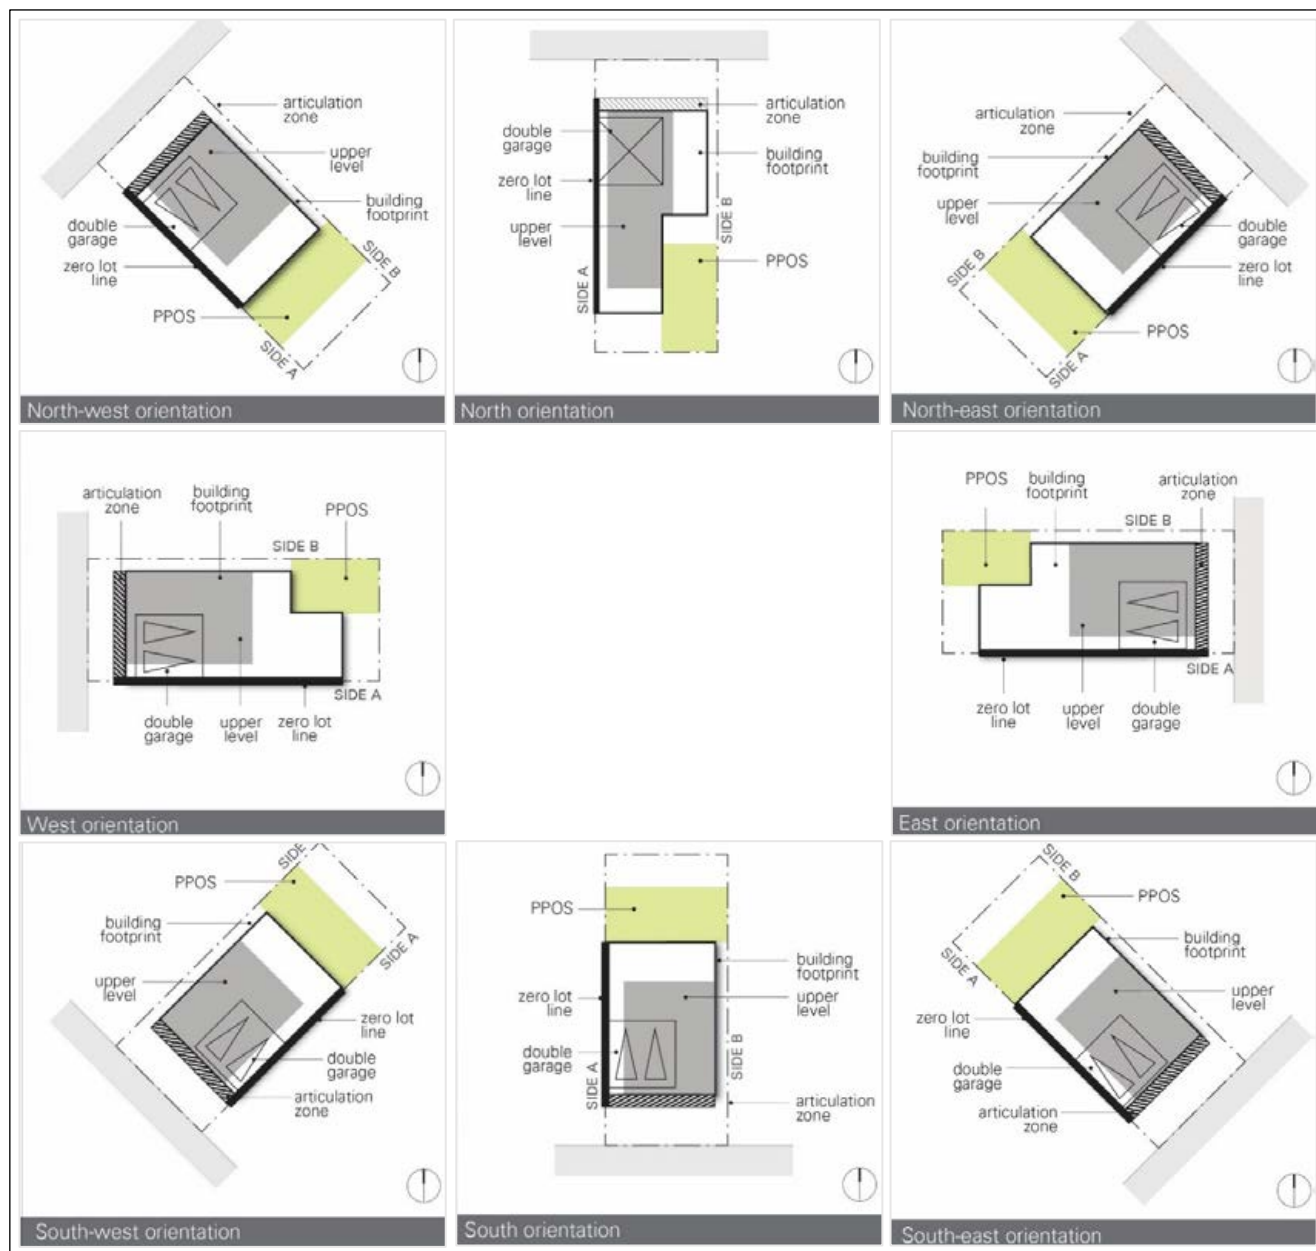 articulation
zone
upper
level
building
footprint
double
garage
zero lot
line
SIDE B
PPOS
SIDE A
North-west orientation
articulation
zone
double
garage
building
footprint
zero lot
line
SIDE B
upper
level
PPOS
SIDE A
North orientation
articulation
zone
building
footprint
upper
level
double
garage
SIDE B
zero lot
line
PPOS
SIDE A
North-east orientation
articulation
zone
building
footprint
PPOS
SIDE B
SIDE A
double
garage
upper
level
zero lot
line
West orientation
PPOS
building
footprint
articulation
zone
SIDE B
SIDE A
zero lot
line
upper
level
double
garage
East orientation
SIDE
PPOS
building
footprint
SIDE A
upper
level
zero lot
line
double
garage
articulation
zone
South-west orientation
PPOS
building
footprint
zero lot
line
upper
level
double
garage
SIDE B
SIDE A
articulation
zone
South orientation
SIDE B
PPOS
building
footprint
SIDE A
upper
level
zero lot
line
double
garage
articulation
zone
South-east orientation